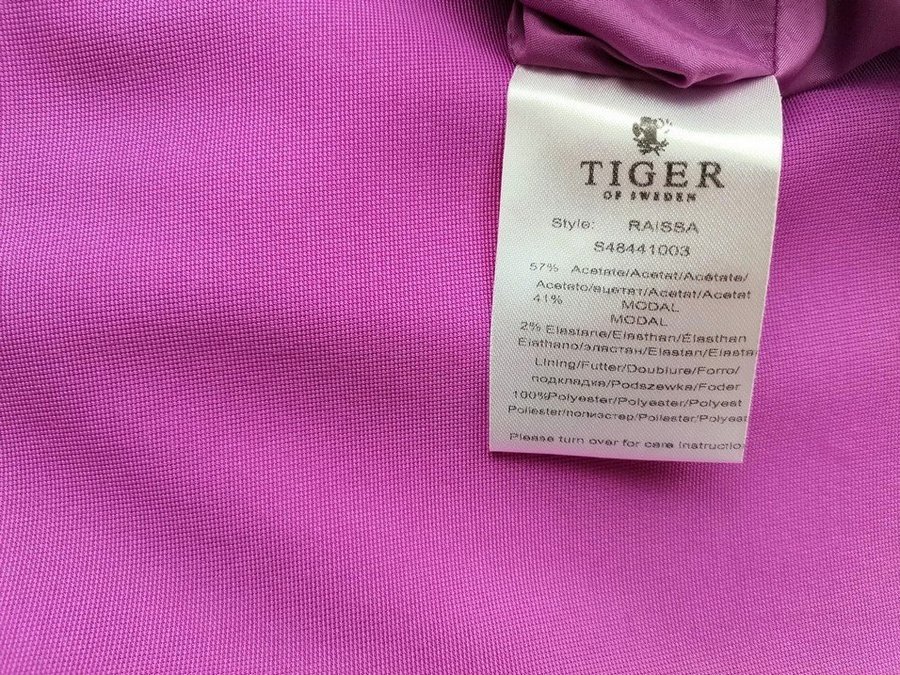 TIGER
OF SWEDEN
Style: RAISSA
S48441003
57% Acetate/Acetat/Acétate/
Acetato/ацетат/Acetat/Acetat
41% MODAL
MODAL
2% Elastane/Elasthan/Élasthan
Elathano/эластан/Elastan/Elasta
Lining/Futter/Doublure/Forro/
подкладка/Podszewka/Foder
100%Polyester/Polyester/Polyest
Poliester/полиэстер/Poliester/Polyest
Please turn over for care Instructio